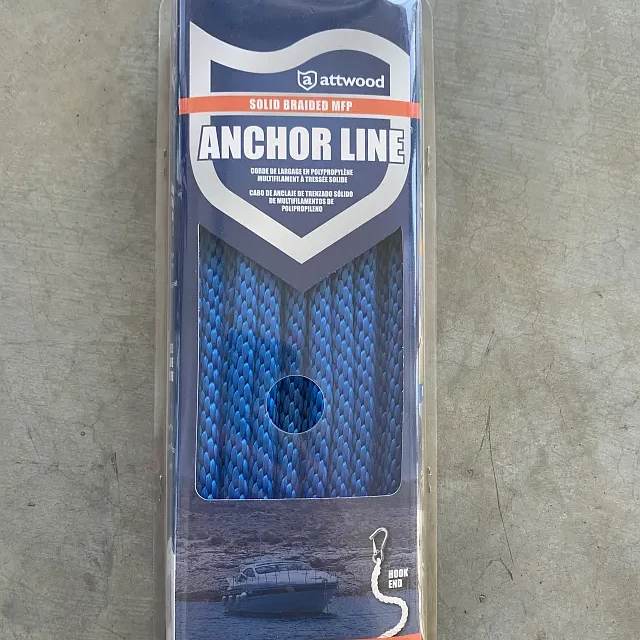 attwood
SOLID BRAIDED MFP
ANCHOR LINE
CORDE DE LARGAGE EN POLYPROPYLÈNE
MULTIFILAMENT À TRESSÉE SOLIDE
CABO DE ANCLAJE DE TRENZADO SÓLIDO
DE MULTIFILAMENTOS DE
POLIPROPILENO
HOOK
END